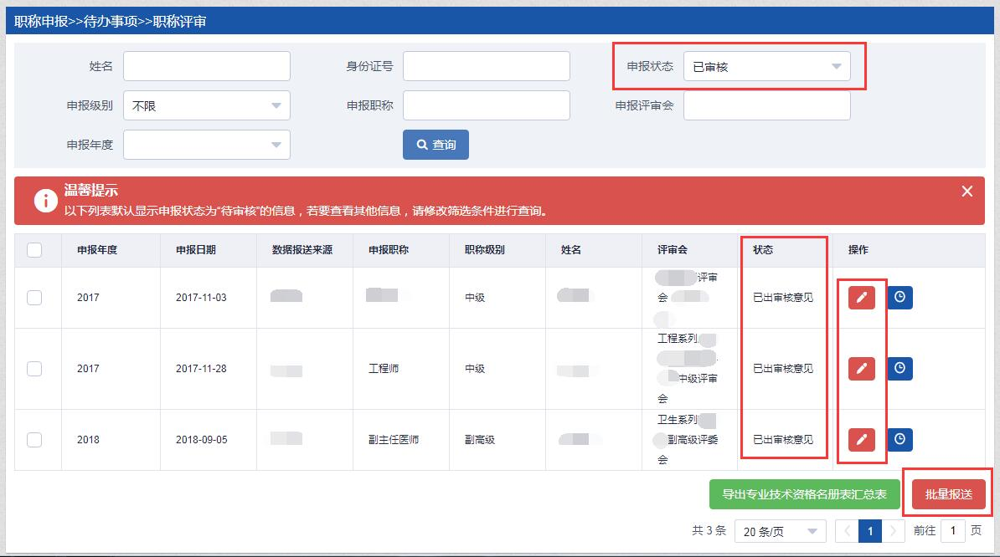 职称申报>>待办事项>>职称评审
姓名 身份证号 申报状态 已审核
申报级别 不限 申报职称 申报评审会
申报年度 查询
温馨提示
以下列表默认显示申报状态为“待审核”的信息，若要查看其他信息，请修改筛选条件进行查询。
申报年度 申报日期 数据报送来源 申报职称 职称级别 姓名 评审会 状态 操作
评审
2017 2017-11-03 中级 会 已出审核意见
工程系列
2017 2017-11-28 工程师 中级 已出审核意见
中级评审
会
卫生系列
2018 2018-09-05 副主任医师 副高级 副高级评委 已出审核意见
会
导出专业技术资格名册表汇总表 批量报送
共 3 条 20 条/页 1 前往 1 页